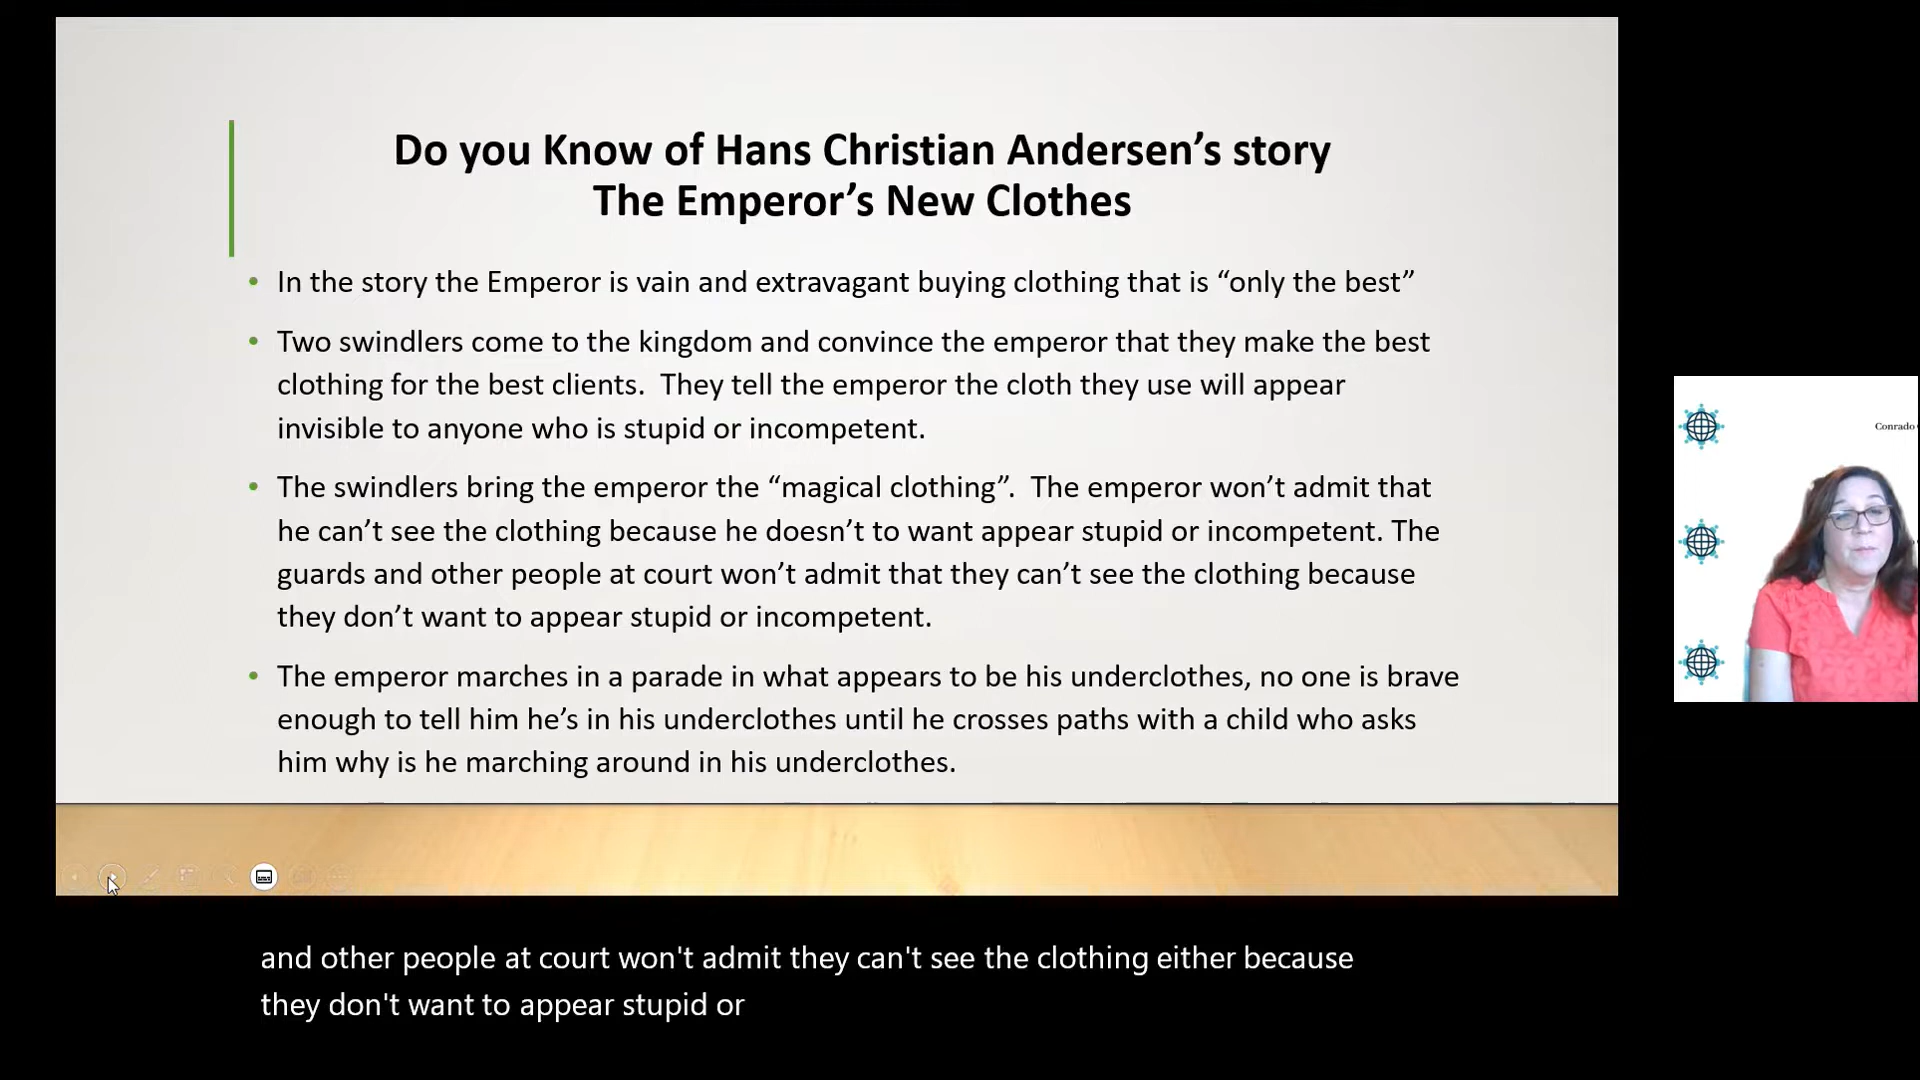 Do you Know of Hans Christian Andersen’s story
The Emperor’s New Clothes
• In the story the Emperor is vain and extravagant buying clothing that is “only the best”
• Two swindlers come to the kingdom and convince the emperor that they make the best
clothing for the best clients.  They tell the emperor the cloth they use will appear
invisible to anyone who is stupid or incompetent.
• The swindlers bring the emperor the “magical clothing”.  The emperor won’t admit that
he can’t see the clothing because he doesn’t to want appear stupid or incompetent. The
guards and other people at court won’t admit that they can’t see the clothing because
they don’t want to appear stupid or incompetent.
• The emperor marches in a parade in what appears to be his underclothes, no one is brave
enough to tell him he’s in his underclothes until he crosses paths with a child who asks
him why is he marching around in his underclothes.
Conrado
and other people at court won't admit they can't see the clothing either because
they don't want to appear stupid or